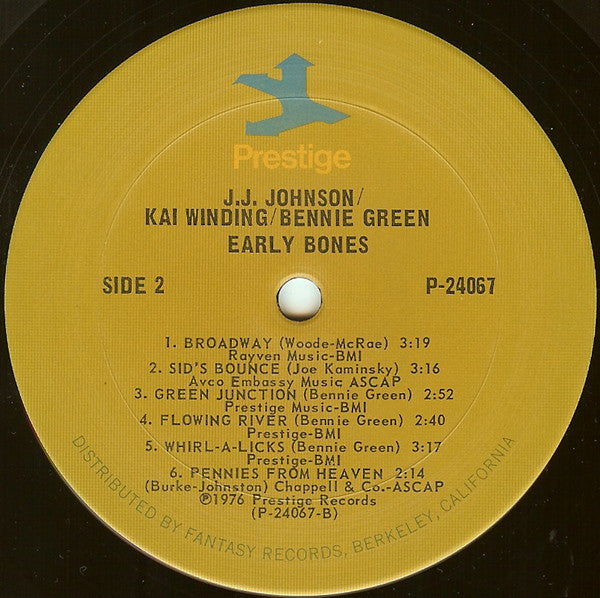 Prestige
J.J. JOHNSON/
KAI WINDING/BENNIE GREEN
EARLY BONES
SIDE 2 P-24067
1. BROADWAY (Woode-McRae) 3:19
Rayven Music-BMI
2. SID'S BOUNCE (Joe Kaminsky) 3:16
Avco Embassy Music ASCAP
3. GREEN JUNCTION (Bennie Green) 2:52
Prestige Music-BMI
4. FLOWING RIVER (Bennie Green) 2:40
Prestige-BMI
5. WHIRL-A-LICKS (Bennie Green) 3:17
Prestige-BMI
6. PENNIES FROM HEAVEN 2:14
(Burke-Johnston) Chappell & Co.-ASCAP
℗1976 Prestige Records
(P-24067-B)
DISTRIBUTED BY FANTASY RECORDS, BERKELEY, CALIFORNIA